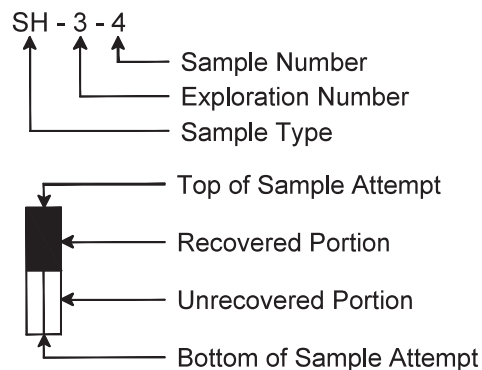 SH - 3 - 4
Sample Number
Exploration Number
Sample Type
Top of Sample Attempt
Recovered Portion
Unrecovered Portion
Bottom of Sample Attempt